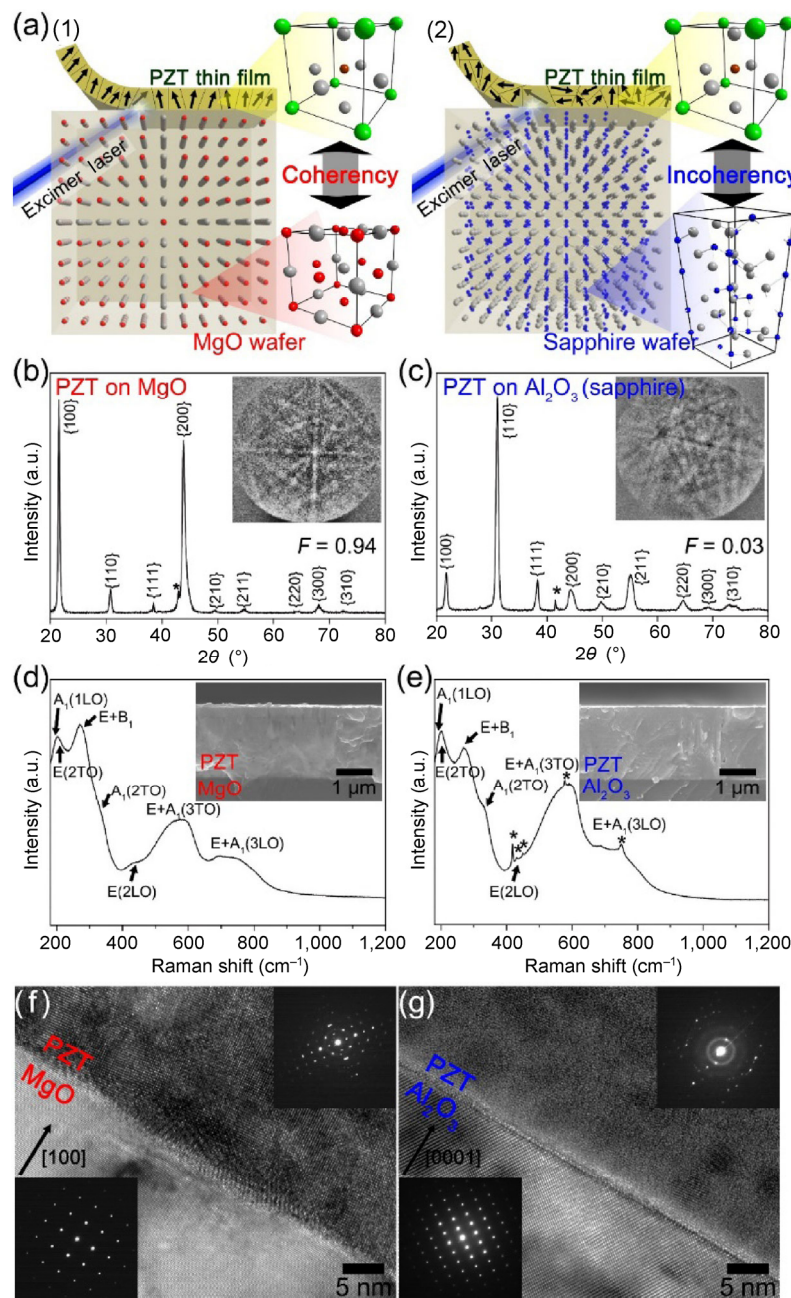 (a) (1)
PZT thin film
Excimer laser
Coherency
MgO wafer
(2)
PZT thin film
Excimer laser
Incoherency
Sapphire wafer
(b)
PZT on MgO
{100}
{110}
{111}
*
{200}
{210}
{211}
{220}
{300}
{310}
F = 0.94
Intensity (a.u.)
20 30 40 50 60 70 80
2θ (°)
(c)
PZT on Al₂O₃ (sapphire)
{100}
{110}
{111}
*
{200}
{210}
{211}
{220}
{300}
{310}
F = 0.03
Intensity (a.u.)
20 30 40 50 60 70 80
2θ (°)
(d)
A₁(1LO)
E+B₁
E(2TO)
A₁(2TO)
E+A₁(3TO)
E+A₁(3LO)
E(2LO)
PZT
MgO
1 μm
Intensity (a.u.)
200 400 600 800 1,000 1,200
Raman shift (cm⁻¹)
(e)
A₁(1LO)
E+B₁
E(2TO)
A₁(2TO)
E+A₁(3TO)
*
* * *
E+A₁(3LO)
*
E(2LO)
PZT
Al₂O₃
1 μm
Intensity (a.u.)
200 400 600 800 1,000 1,200
Raman shift (cm⁻¹)
(f)
PZT
MgO
[100]
5 nm
(g)
PZT
Al₂O₃
[0001]
5 nm